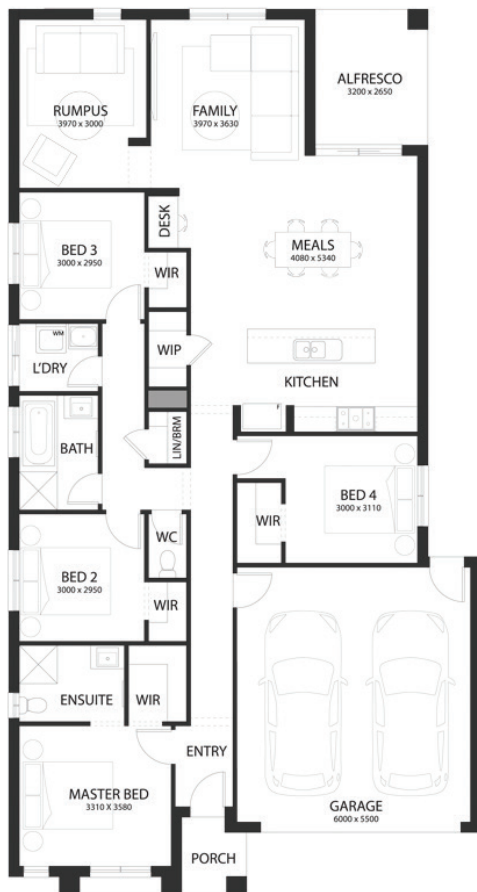 RUMPUS
3970 x 3000
FAMILY
3970 x 3630
ALFRESCO
3200 x 2650
DESK
BED 3
3000 x 2950
WIR
MEALS
4080 x 5340
WM
L'DRY
WIP
KITCHEN
F
BATH
LIN/BRM
BED 4
3000 x 3110
WIR
WC
BED 2
3000 x 2950
WIR
ENSUITE
WIR
ENTRY
MASTER BED
3310 X 3580
GARAGE
6000 x 5500
PORCH